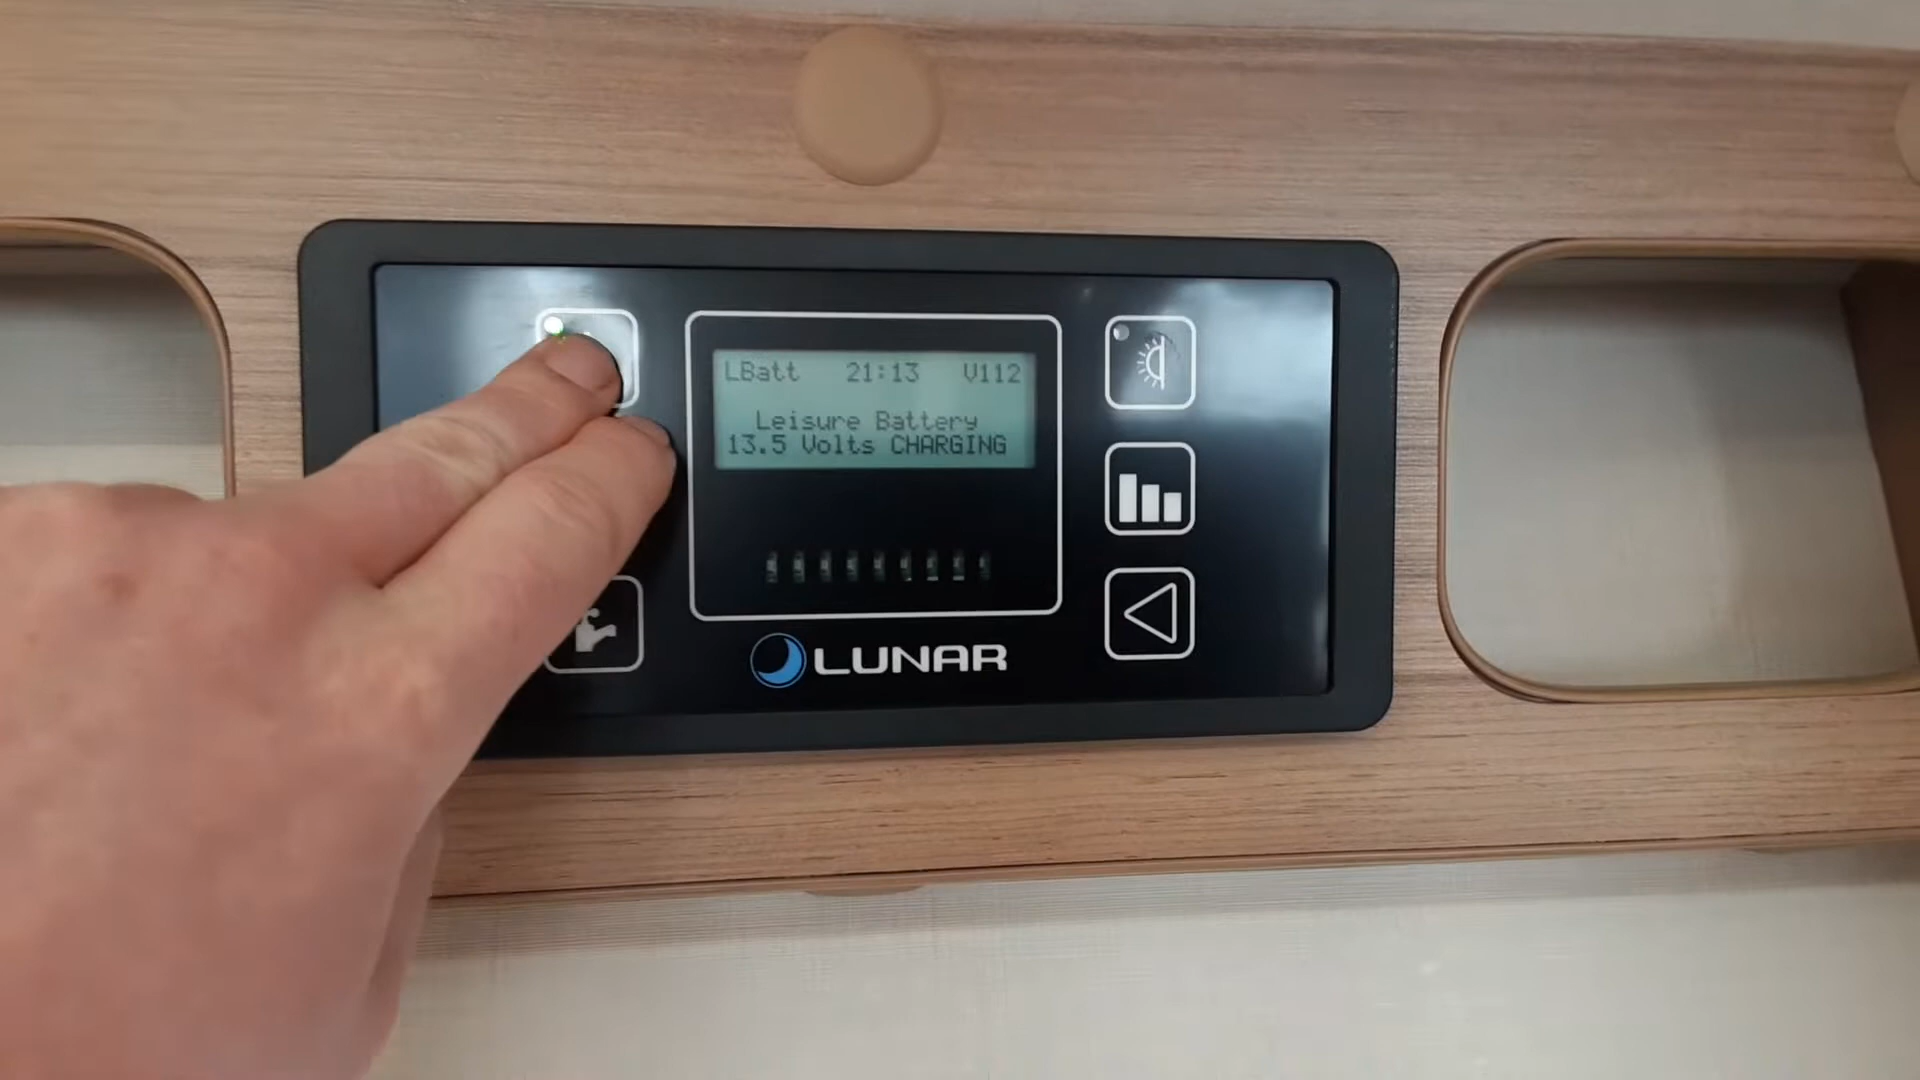 LBatt 21:13 V112
Leisure Battery
13.5 Volts CHARGING
LUNAR